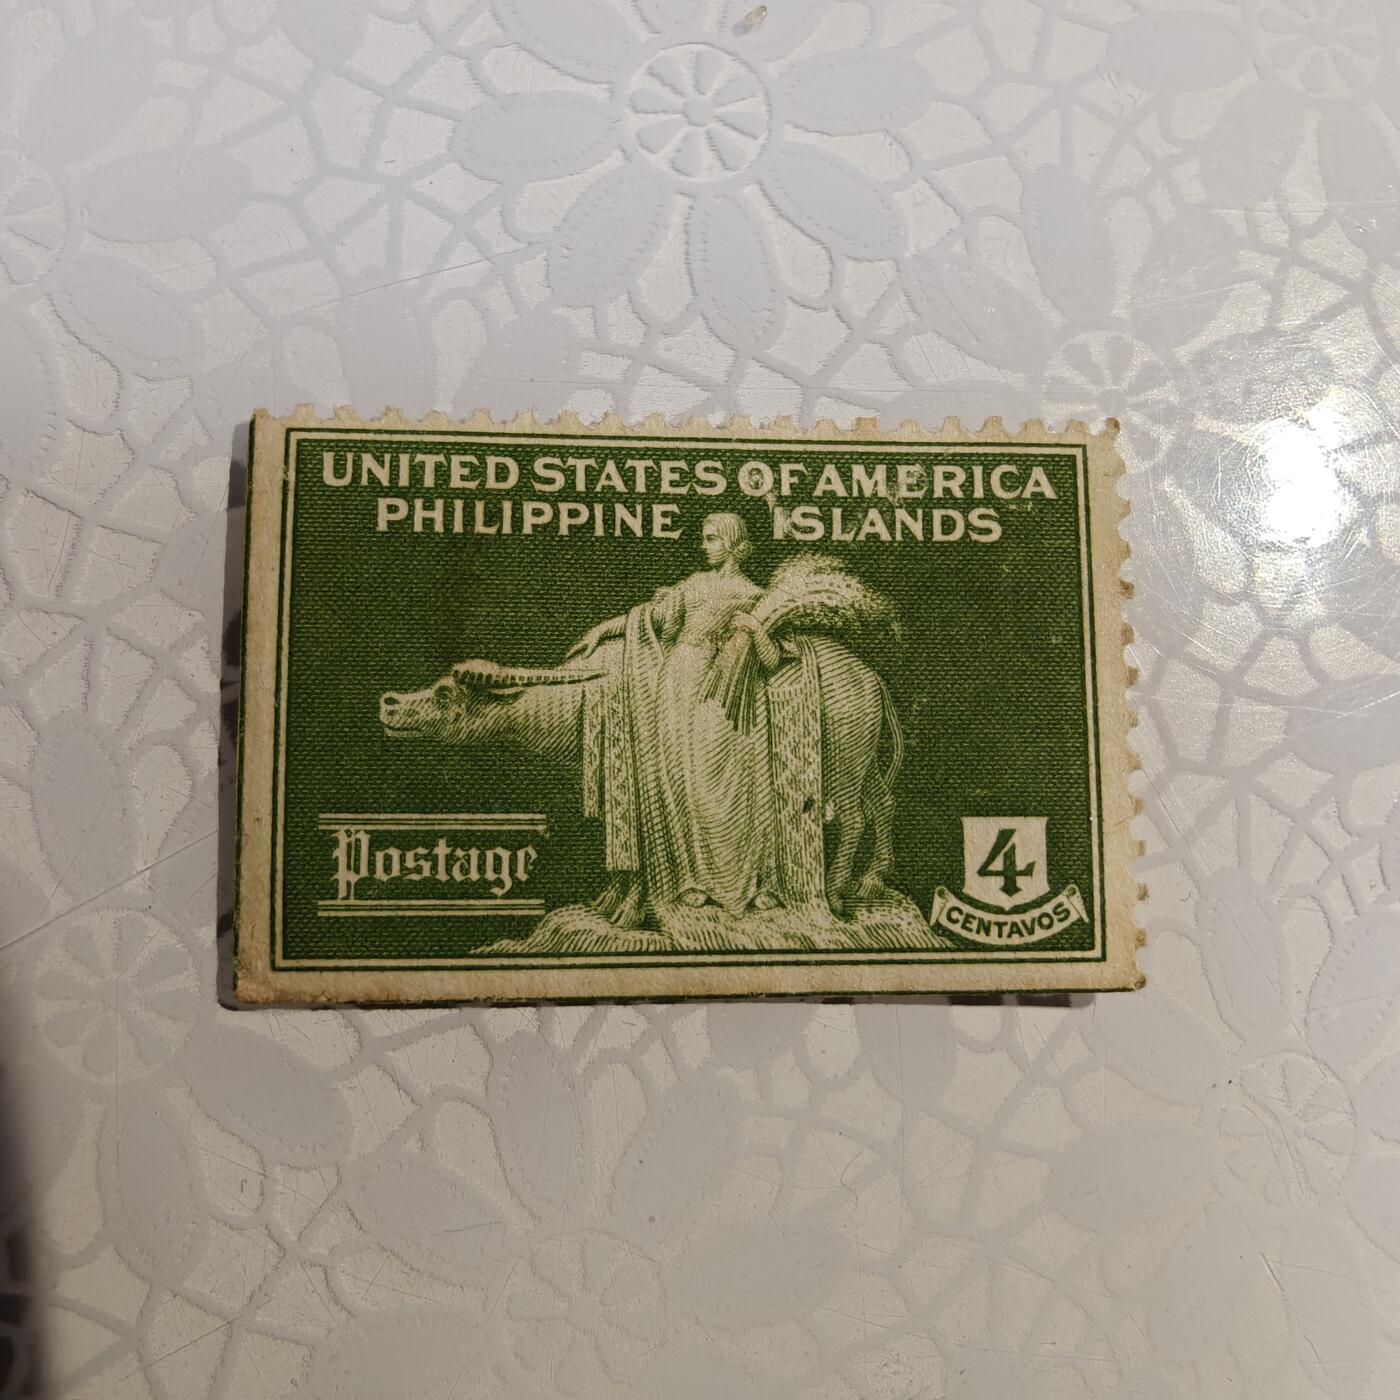 UNITED STATES OF AMERICA
PHILIPPINE ISLANDS
Postage
4
CENTAVOS